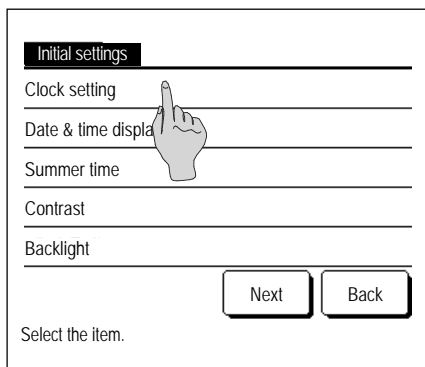 Initial settings
Clock setting
Date & time displa
Summer time
Contrast
Backlight
Next Back
Select the item.